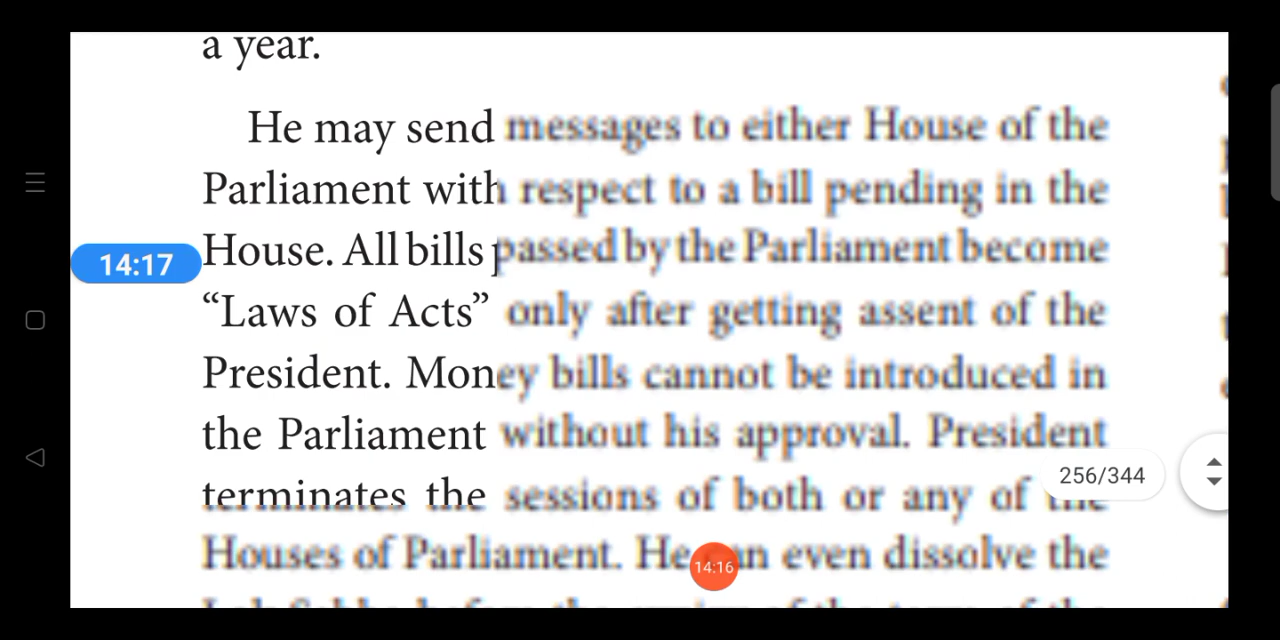 a year.
He may send messages to either House of the
Parliament with respect to a bill pending in the
14:17
House. All bills passed by the Parliament become
“Laws of Acts” only after getting assent of the
President. Money bills cannot be introduced in
the Parliament without his approval. President
256/344
terminates the sessions of both or any of the
Houses of Parliament. He can even dissolve the
14:16